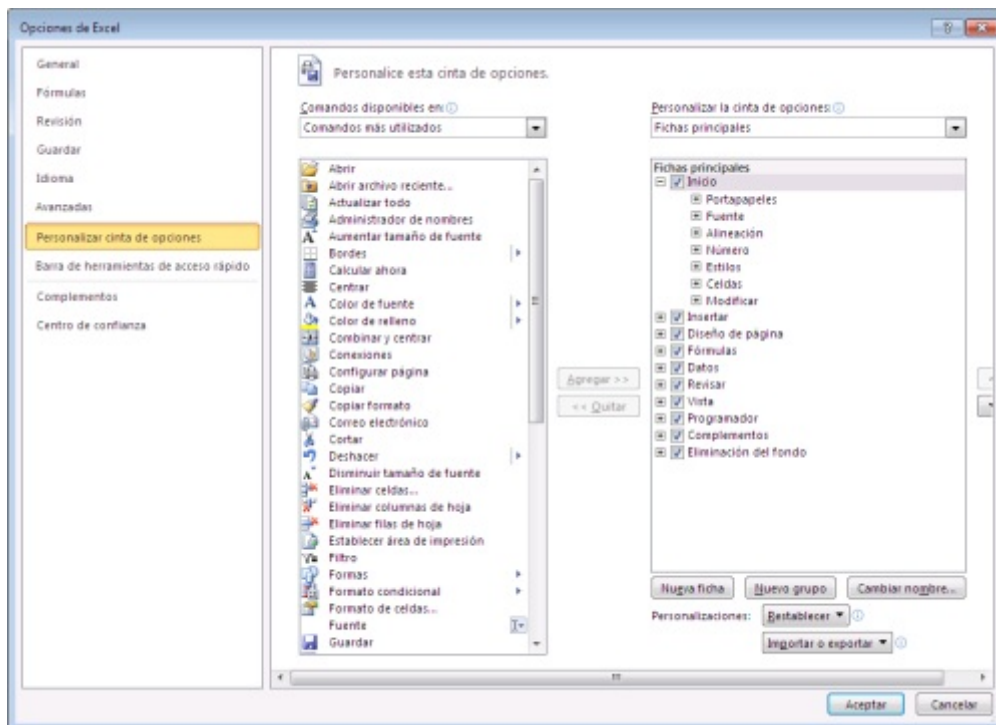 Opciones de Excel
General
Fórmulas
Revisión
Guardar
Idioma
Avanzadas
Personalizar cinta de opciones
Barra de herramientas de acceso rápido
Complementos
Centro de confianza
Personalice esta cinta de opciones.
Comandos disponibles en:
Comandos más utilizados
Abrir
Abrir archivo reciente...
Actualizar todo
Administrador de nombres
Aumentar tamaño de fuente
Bordes
Calcular ahora
Centrar
Color de fuente
Color de relleno
Combinar y centrar
Conexiones
Configurar página
Copiar
Copiar formato
Correo electrónico
Cortar
Deshacer
Disminuir tamaño de fuente
Eliminar celdas...
Eliminar columnas de hoja
Eliminar filas de hoja
Establecer área de impresión
Filtro
Formas
Formato condicional
Formato de celdas...
Fuente
Guardar
Agregar >>
<< Quitar
Personalizar la cinta de opciones:
Fichas principales
Fichas principales
Inicio
Portapapeles
Fuente
Alineación
Número
Estilos
Celdas
Modificar
Insertar
Diseño de página
Fórmulas
Datos
Revisar
Vista
Programador
Complementos
Eliminación del fondo
Nueva ficha
Nuevo grupo
Cambiar nombre...
Personalizaciones:
Restablecer
Importar o exportar
Aceptar
Cancelar